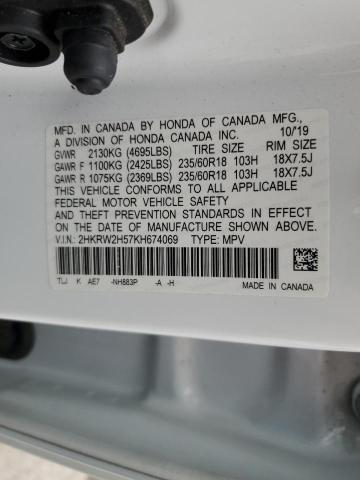 MFD. IN CANADA BY HONDA OF CANADA MFG.,
A DIVISION OF HONDA CANADA INC. 10/19
GVWR 2130KG (4695LBS) TIRE SIZE RIM SIZE
GAWR F 1100KG (2425LBS) 235/60R18 103H 18X7.5J
GAWR R 1075KG (2369LBS) 235/60R18 103H 18X7.5J
THIS VEHICLE CONFORMS TO ALL APPLICABLE
FEDERAL MOTOR VEHICLE SAFETY
AND THEFT PREVENTION STANDARDS IN EFFECT
ON THE DATE OF MANUFACTURE SHOWN ABOVE.
V.I.N.: 2HKRW2H57KH674069 TYPE: MPV
TLJ K AE7 -NH883P -A -H MADE IN CANADA